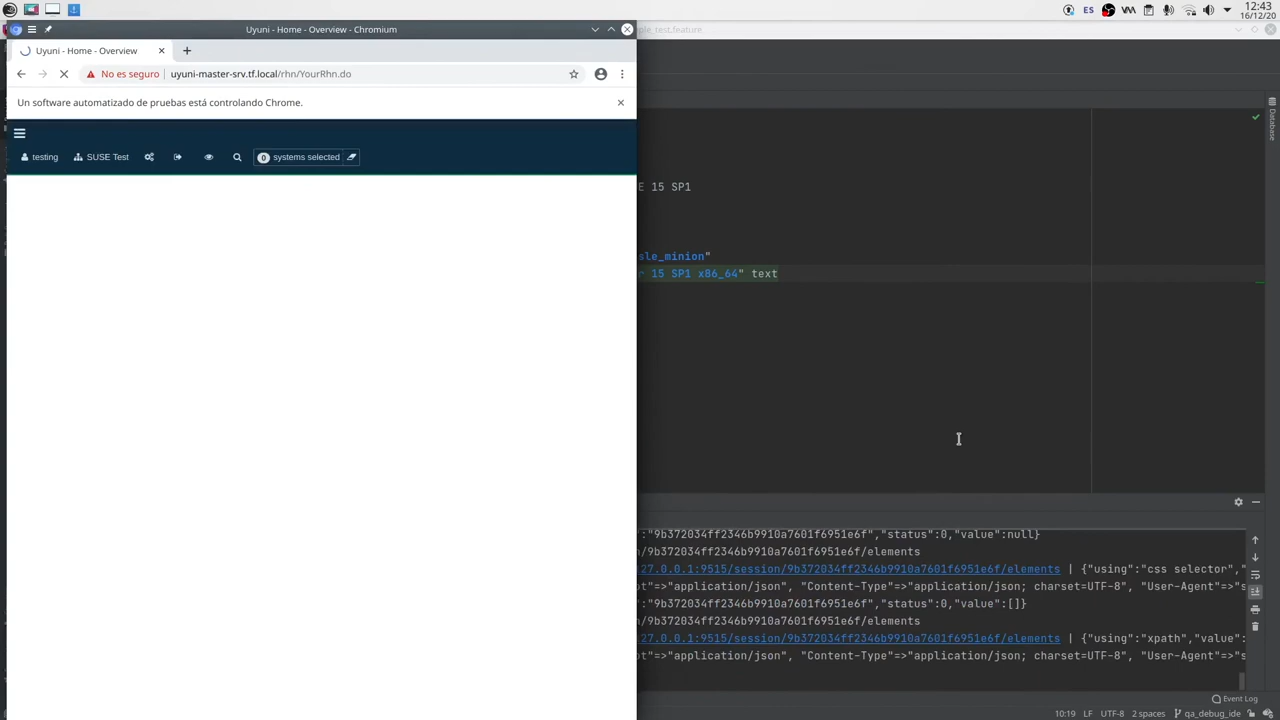 ES
12:43
16/12/20
Uyuni - Home - Overview - Chromium
ple_test.feature
Uyuni - Home - Overview
No es seguro
uyuni-master-srv.tf.local/rhn/YourRhn.do
Un software automatizado de pruebas está controlando Chrome.
testing
SUSE Test
0 systems selected
E 15 SP1
sle_minion"
r 15 SP1 x86_64" text
Database
:"9b372034ff2346b9910a7601f6951e6f","status":0,"value":null}
/9b372034ff2346b9910a7601f6951e6f/elements
27.0.0.1:9515/session/9b372034ff2346b9910a7601f6951e6f/elements | {"using":"css selector","
pt"=>"application/json", "Content-Type"=>"application/json; charset=UTF-8", "User-Agent"=>"s
:"9b372034ff2346b9910a7601f6951e6f","status":0,"value":[]}
/9b372034ff2346b9910a7601f6951e6f/elements
27.0.0.1:9515/session/9b372034ff2346b9910a7601f6951e6f/elements | {"using":"xpath","value":
pt"=>"application/json", "Content-Type"=>"application/json; charset=UTF-8", "User-Agent"=>"s
Event Log
10:19 LF UTF-8 2 spaces qa_debug_ide